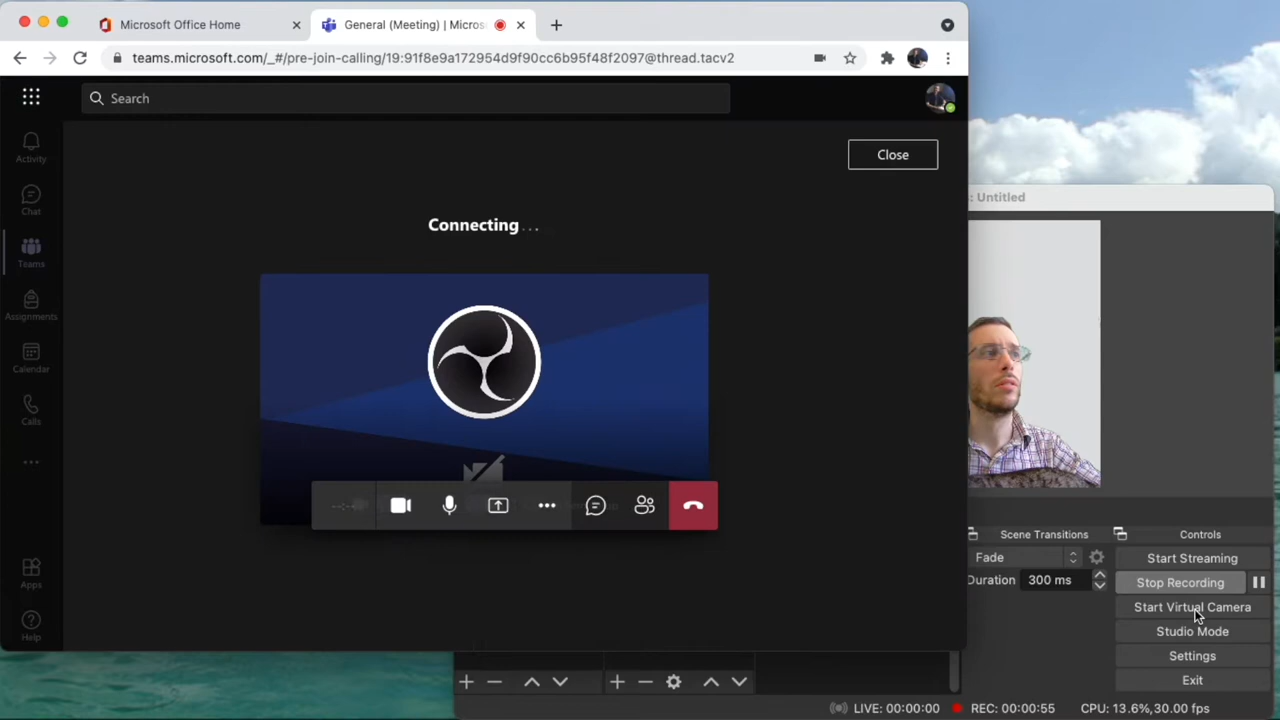 Microsoft Office Home
General (Meeting) | Micros
teams.microsoft.com/_#/pre-join-calling/19:91f8e9a172954d9f90cc6b95f48f2097@thread.tacv2
Search
Activity
Chat
Teams
Assignments
Calendar
Calls
Apps
Help
Close
Connecting...
: Untitled
Scene Transitions
Controls
Fade
Duration 300 ms
Start Streaming
Stop Recording
Start Virtual Camera
Studio Mode
Settings
Exit
LIVE: 00:00:00 REC: 00:00:55 CPU: 13.6%,30.00 fps